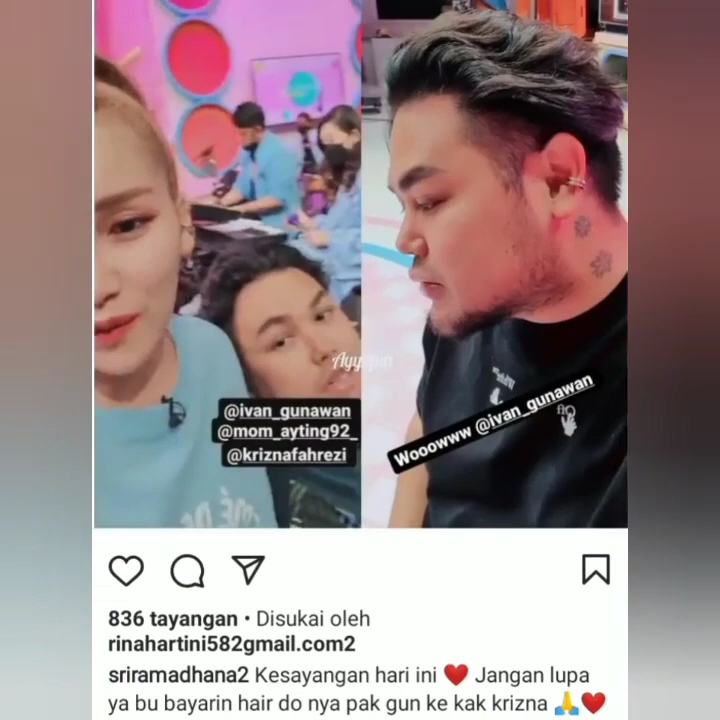 @ivan_gunawan
@mom_ayting92_
@kriznafahrezi
Wooowww @ivan_gunawan
836 tayangan • Disukai oleh
rinahartini582gmail.com2
sriramadhana2 Kesayangan hari ini ❤️ Jangan lupa
ya bu bayarin hair do nya pak gun ke kak krizna 🙏❤️